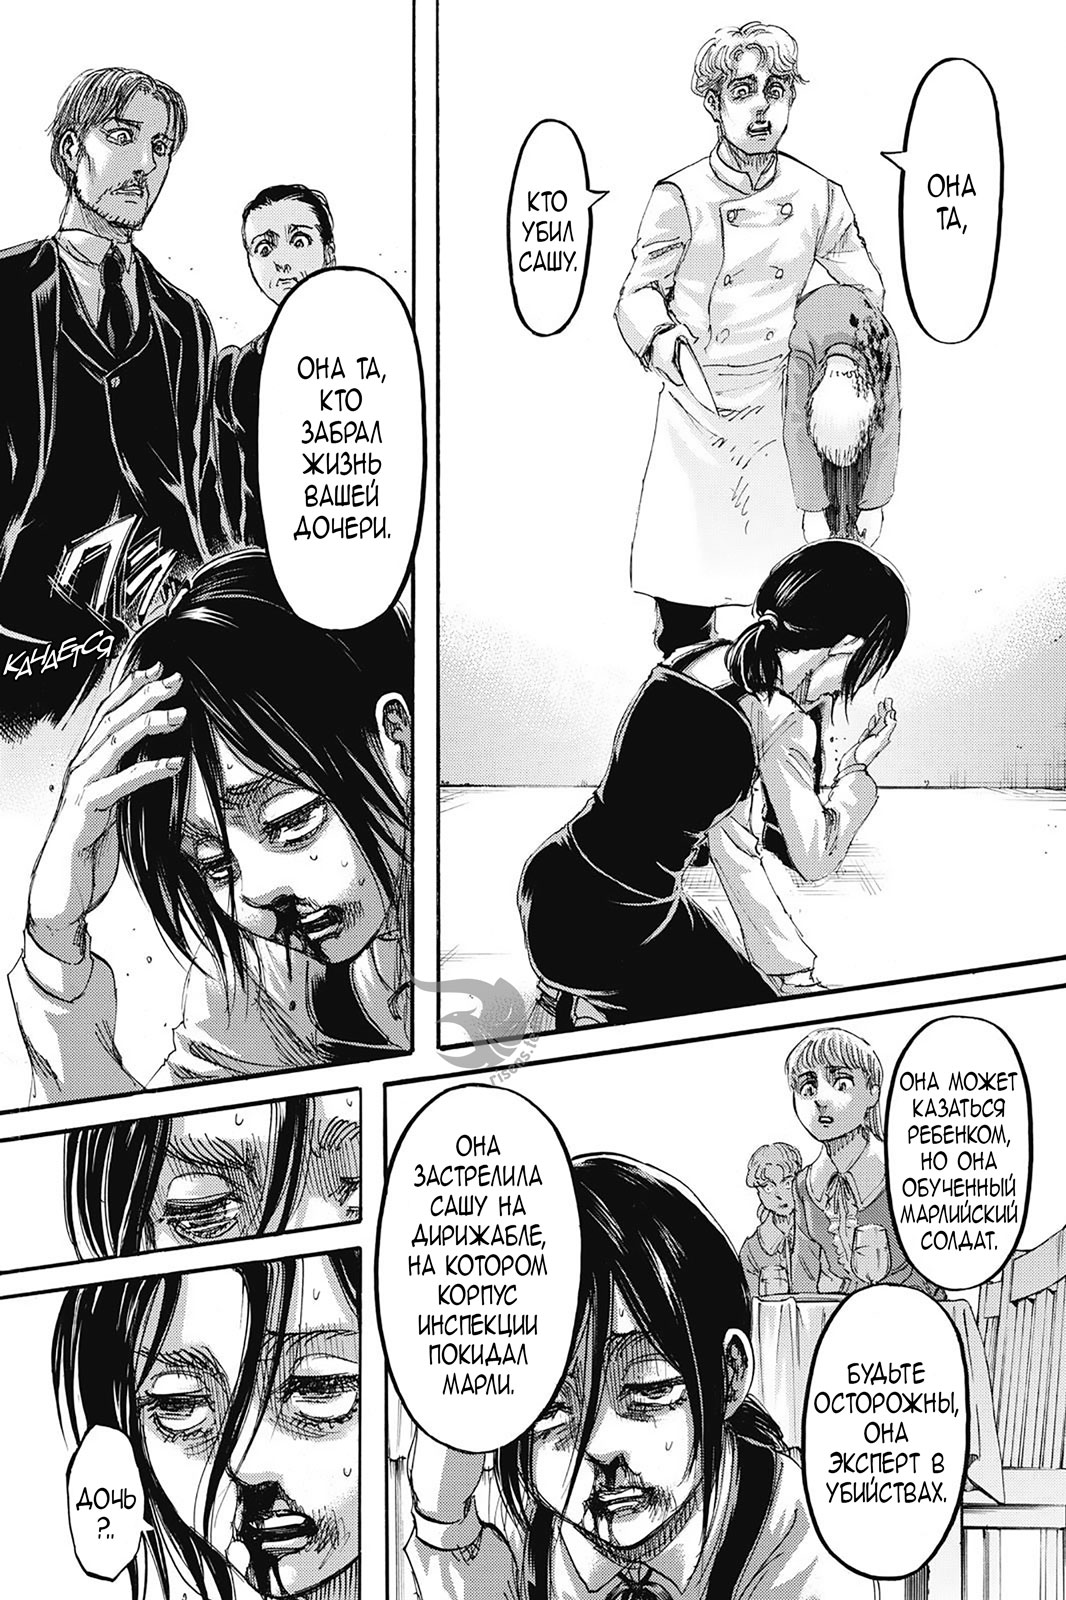 ОНА
ТА,
КТО
УБИЛ
САШУ.
ОНА ТА,
КТО
ЗАБРАЛ
ЖИЗНЬ
ВАШЕЙ
ДОЧЕРИ.
КАЧАЕТСЯ
ОНА МОЖЕТ
КАЗАТЬСЯ
РЕБЕНКОМ,
НО ОНА
ОБУЧЕННЫЙ
МАРЛИЙСКИЙ
СОЛДАТ.
БУДЬТЕ
ОСТОРОЖНЫ,
ОНА
ЭКСПЕРТ В
УБИЙСТВАХ.
ОНА
ЗАСТРЕЛИЛА
САШУ НА
ДИРИЖАБЛЕ,
НА КОТОРОМ
КОРПУС
ИНСПЕКЦИИ
ПОКИДАЛ
МАРЛИ.
ДОЧЬ
?..